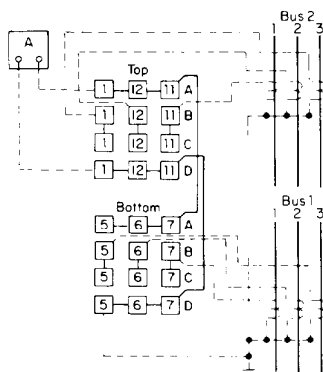 Bus 2
1 2 3
A
Top
1 12 11 A
1 12 11 B
1 12 11 C
1 12 11 D
Bus 1
1 2 3
Bottom
5 6 7 A
5 6 7 B
5 6 7 C
5 6 7 D